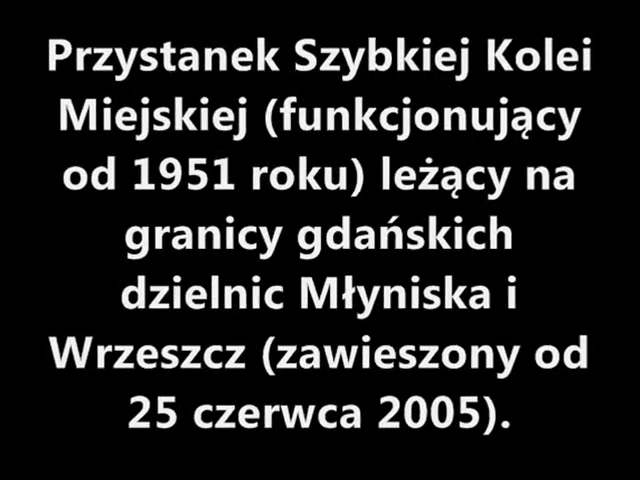 Przystanek Szybkiej Kolei
Miejskiej (funkcjonujący
od 1951 roku) leżący na
granicy gdańskich
dzielnic Młyniska i
Wrzeszcz (zawieszony od
25 czerwca 2005).